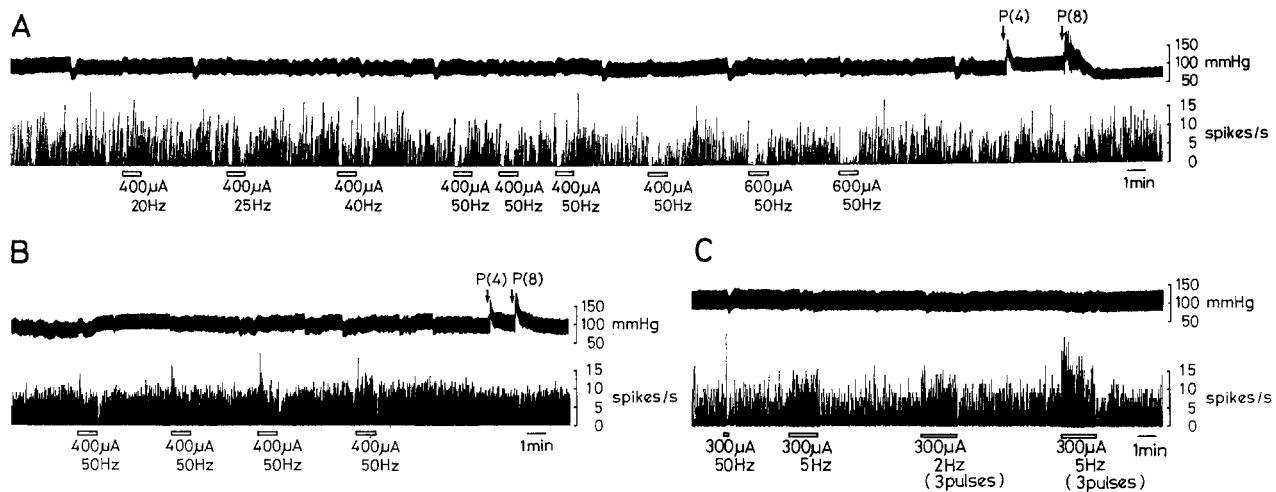 A
P(4) P(8)
150
100 mmHg
50
15
10 spikes/s
5
0
400μA 400μA 400μA 400μA 400μA 400μA 400μA 600μA 600μA 1min
20Hz 25Hz 40Hz 50Hz 50Hz 50Hz 50Hz 50Hz 50Hz
B
P(4) P(8)
150
100 mmHg
50
15
10
spikes/s
5
0
400μA 400μA 400μA 400μA 1min
50Hz 50Hz 50Hz 50Hz
C
150
100 mmHg
50
15
10
spikes/s
5
0
300μA 300μA 300μA 300μA 1min
50Hz 5Hz 2Hz 5Hz
(3pulses) (3pulses)